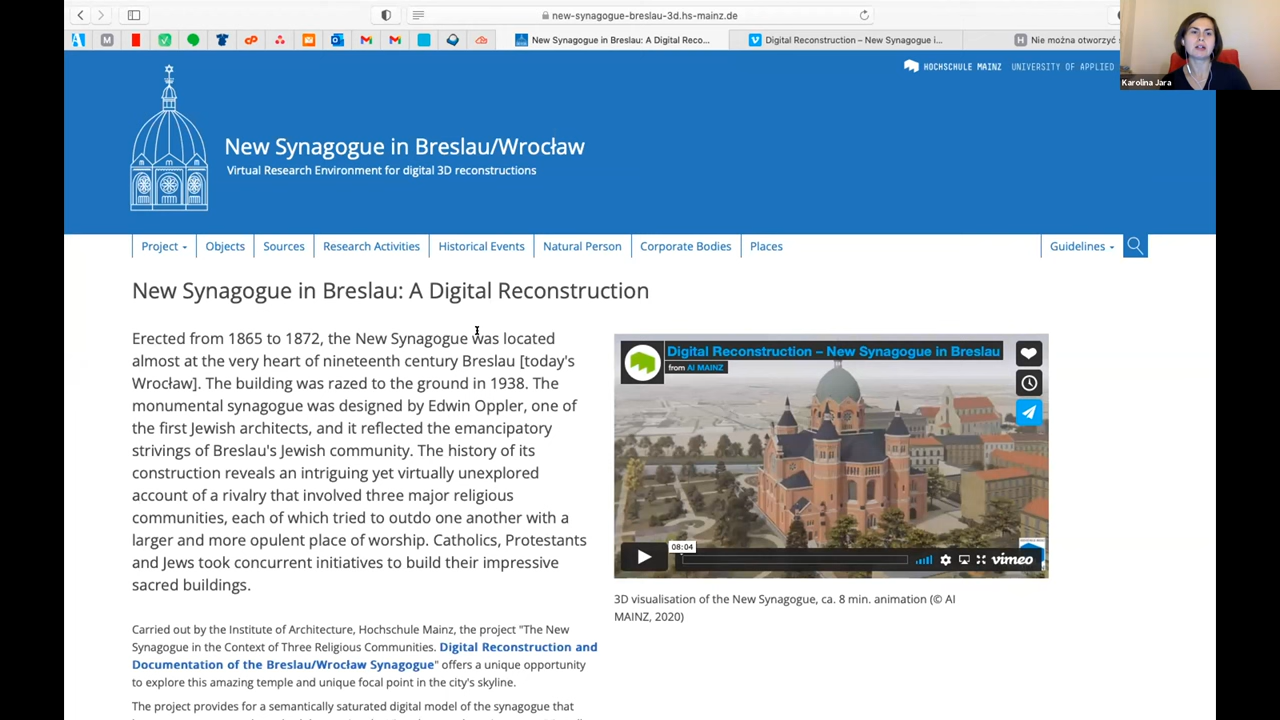 new-synagogue-breslau-3d.hs-mainz.de
New Synagogue in Breslau: A Digital Reco...
Digital Reconstruction – New Synagogue i...
Nie można otworzyć s
HOCHSCHULE MAINZ UNIVERSITY OF APPLIED
Karolina Jara
New Synagogue in Breslau/Wrocław
Virtual Research Environment for digital 3D reconstructions
Project Objects Sources Research Activities Historical Events Natural Person Corporate Bodies Places Guidelines
New Synagogue in Breslau: A Digital Reconstruction
Erected from 1865 to 1872, the New Synagogue was located
almost at the very heart of nineteenth century Breslau [today's
Wrocław]. The building was razed to the ground in 1938. The
monumental synagogue was designed by Edwin Oppler, one of
the first Jewish architects, and it reflected the emancipatory
strivings of Breslau's Jewish community. The history of its
construction reveals an intriguing yet virtually unexplored
account of a rivalry that involved three major religious
communities, each of which tried to outdo one another with a
larger and more opulent place of worship. Catholics, Protestants
and Jews took concurrent initiatives to build their impressive
sacred buildings.
Digital Reconstruction – New Synagogue in Breslau
from AI MAINZ
08:04
vimeo
3D visualisation of the New Synagogue, ca. 8 min. animation (© AI
MAINZ, 2020)
Carried out by the Institute of Architecture, Hochschule Mainz, the project "The New
Synagogue in the Context of Three Religious Communities. Digital Reconstruction and
Documentation of the Breslau/Wrocław Synagogue" offers a unique opportunity
to explore this amazing temple and unique focal point in the city's skyline.
The project provides for a semantically saturated digital model of the synagogue that